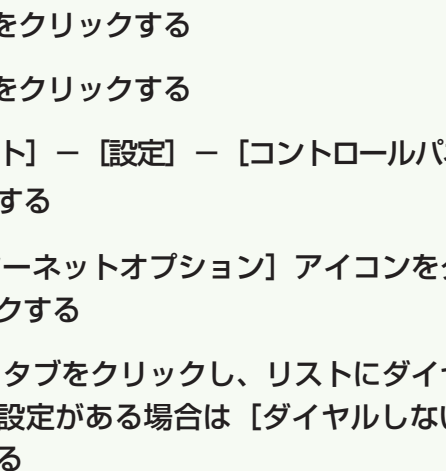 をクリックする
をクリックする
ト］－［設定］－［コントロールパ
する
ーネットオプション］アイコンを
クする
タブをクリックし、リストにダイ
設定がある場合は［ダイヤルしな
る